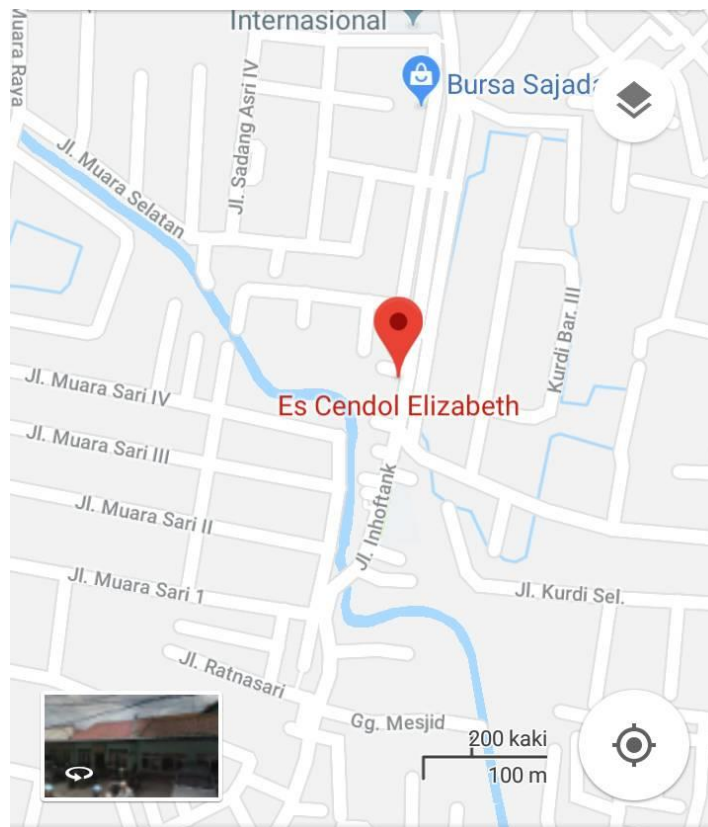 Internasional
Muara Raya
Bursa Sajada
Jl. Sadang Asri IV
Jl. Muara Selatan
Kurdi Bar. III
Jl. Muara Sari IV
Es Cendol Elizabeth
Jl. Muara Sari III
Jl. Inhoftank
Jl. Muara Sari II
Jl. Muara Sari 1
Jl. Kurdi Sel.
Jl. Ratnasari
Gg. Mesjid
200 kaki
100 m